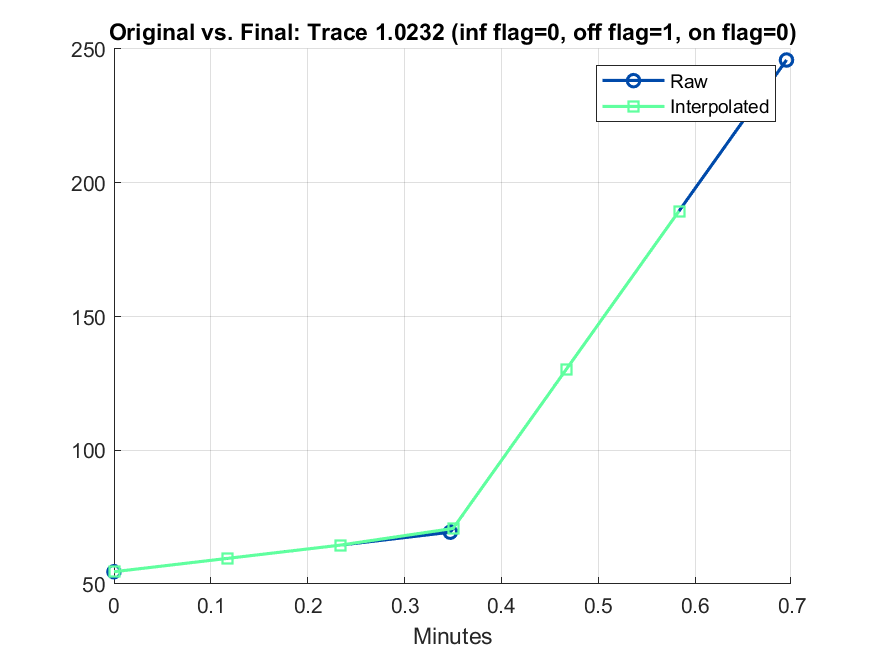 Original vs. Final: Trace 1.0232 (inf flag=0, off flag=1, on flag=0)
250
Raw
Interpolated
200
150
100
50
0 0.1 0.2 0.3 0.4 0.5 0.6 0.7
Minutes